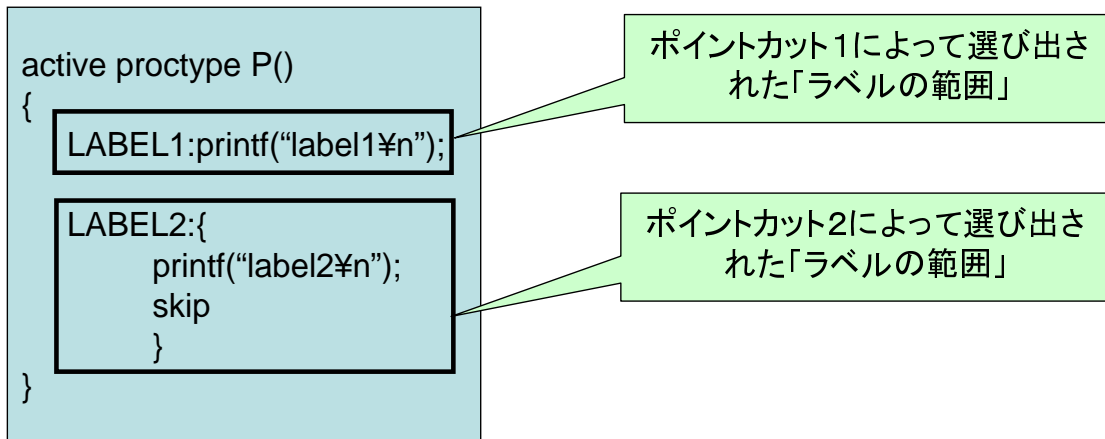 active proctype P()
{
LABEL1:printf(“label1¥n”);
LABEL2:{
printf(“label2¥n”);
skip
}
}
ポイントカット1によって選び出さ
れた「ラベルの範囲」
ポイントカット2によって選び出さ
れた「ラベルの範囲」